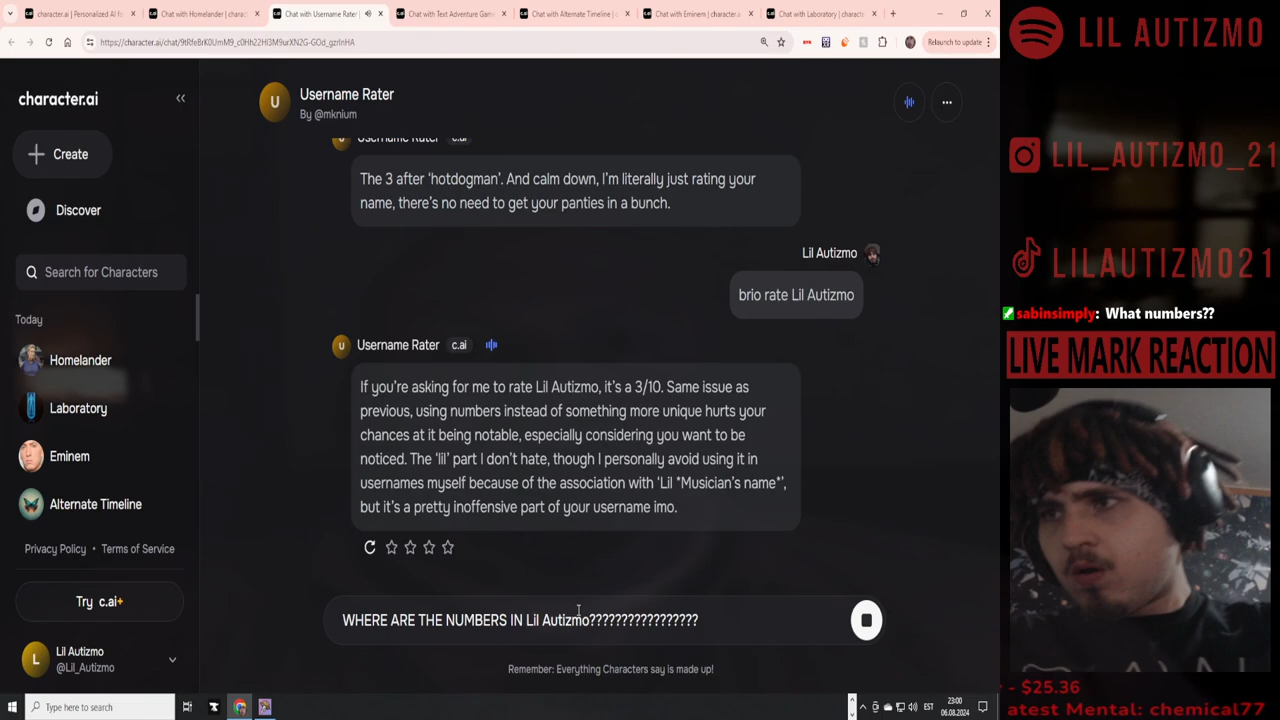 character.ai | Personalized AI fo
Chat with Homelander | charac
Chat with Username Rater |
Chat with Text Adventure Gam
Chat with Alternate Timeline | c
Chat with Eminem | character.a
Chat with Laboratory | characte
Relaunch to update
character.ai
Create
Discover
Search for Characters
Today
Homelander
Laboratory
Eminem
Alternate Timeline
Privacy Policy • Terms of Service
Try c.ai+
L
Lil Autizmo
@Lil_Autizmo
U
Username Rater
By @mknium
Username Rater c.ai
The 3 after ‘hotdogman’. And calm down, I’m literally just rating your
name, there’s no need to get your panties in a bunch.
Lil Autizmo
brio rate Lil Autizmo
U
Username Rater c.ai
If you’re asking for me to rate Lil Autizmo, it’s a 3/10. Same issue as
previous, using numbers instead of something more unique hurts your
chances at it being notable, especially considering you want to be
noticed. The ‘lil’ part I don’t hate, though I personally avoid using it in
usernames myself because of the association with ‘Lil *Musician’s name*’,
but it’s a pretty inoffensive part of your username imo.
WHERE ARE THE NUMBERS IN Lil Autizmo?????????????????
Remember: Everything Characters say is made up!
Type here to search
EST
23:00
06.08.2024
LIL AUTIZMO
LIL_AUTIZMO_21
LILAUTIZMO21
sabinsimply: What numbers??
LIVE MARK REACTION
- $25.36
atest Mental: chemical77